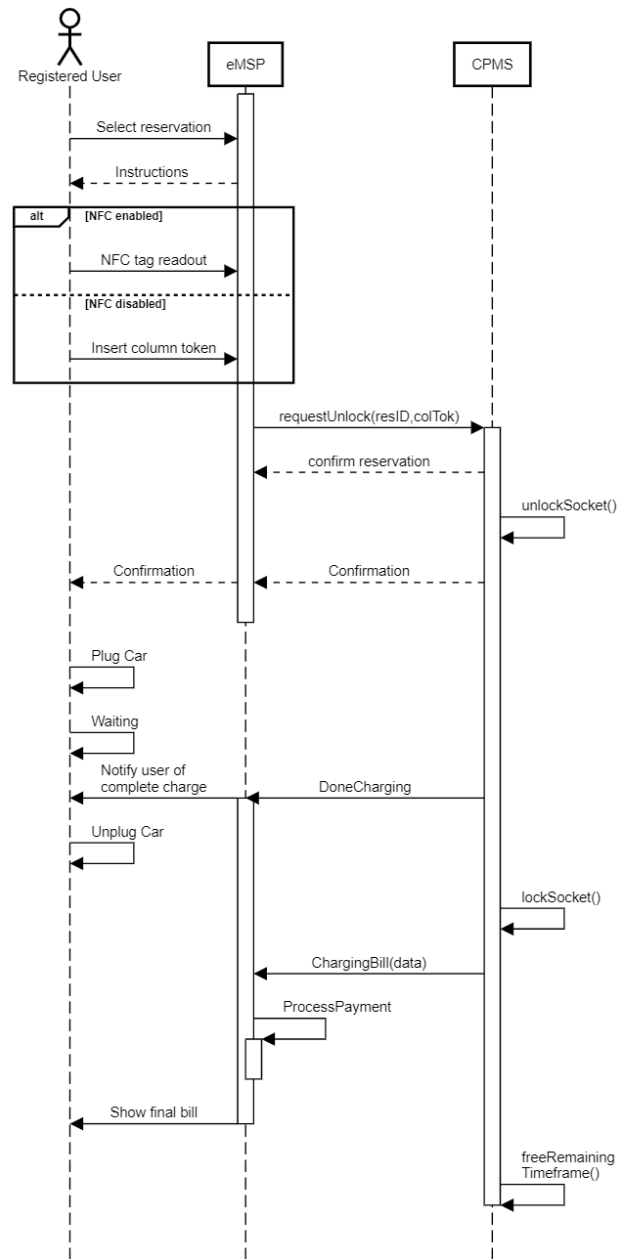 Registered User
eMSP
CPMS
Select reservation
Instructions
alt
[NFC enabled]
NFC tag readout
[NFC disabled]
Insert column token
requestUnlock(resID,colTok)
confirm reservation
unlockSocket()
Confirmation
Confirmation
Plug Car
Waiting
Notify user of
complete charge
DoneCharging
Unplug Car
lockSocket()
ChargingBill(data)
ProcessPayment
Show final bill
freeRemaining
Timeframe()